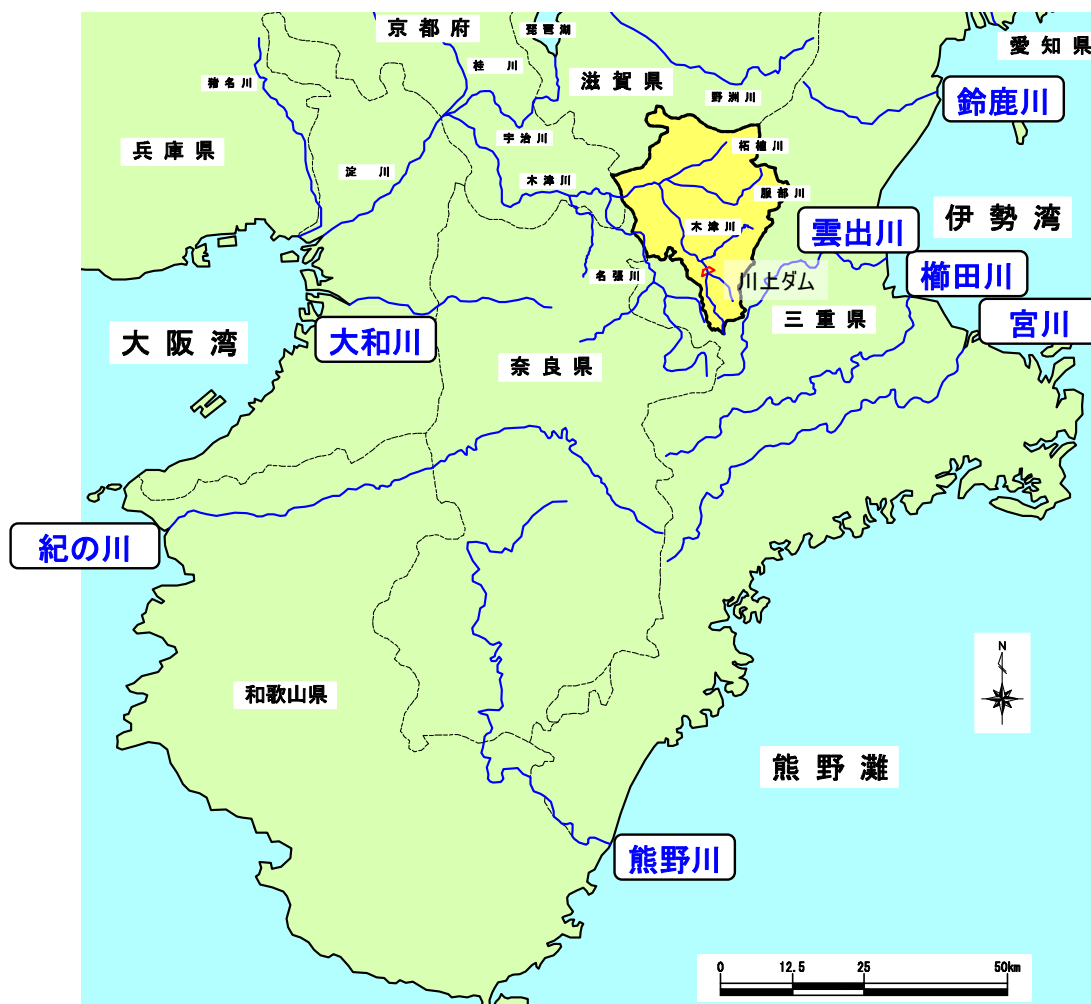 京都府
琵琶湖
愛知県
桂川
滋賀県
猪名川
野洲川
鈴鹿川
宇治川
兵庫県
柘植川
淀川
木津川
服部川
伊勢湾
木津川
雲出川
名張川
川上ダム
櫛田川
三重県
宮川
大阪湾
大和川
奈良県
紀の川
N
和歌山県
熊野灘
熊野川
0 12.5 25 50km